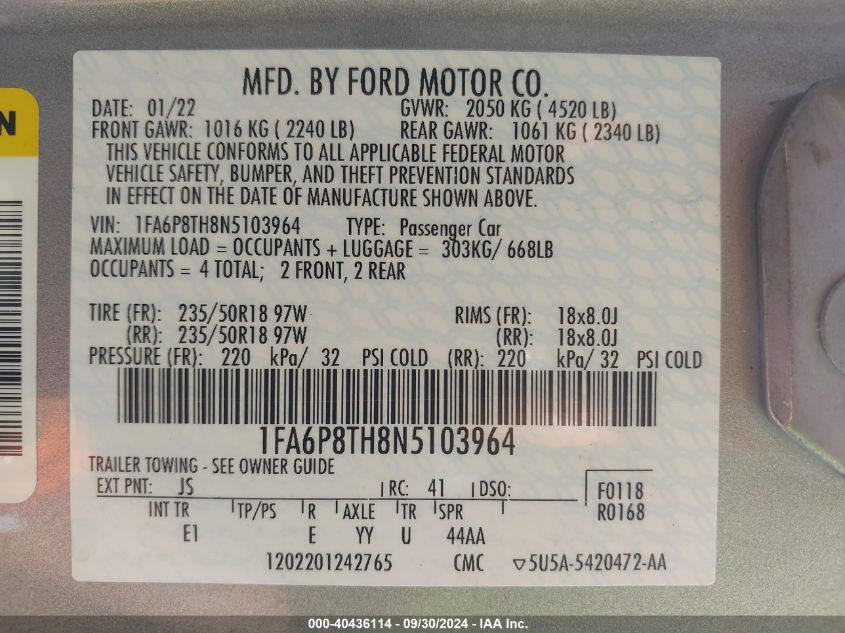 MFD. BY FORD MOTOR CO.
DATE: 01/22 GVWR: 2050 KG ( 4520 LB)
FRONT GAWR: 1016 KG ( 2240 LB) REAR GAWR: 1061 KG ( 2340 LB)
THIS VEHICLE CONFORMS TO ALL APPLICABLE FEDERAL MOTOR
VEHICLE SAFETY, BUMPER, AND THEFT PREVENTION STANDARDS
IN EFFECT ON THE DATE OF MANUFACTURE SHOWN ABOVE.
VIN: 1FA6P8TH8N5103964 TYPE: Passenger Car
MAXIMUM LOAD = OCCUPANTS + LUGGAGE = 303KG/ 668LB
OCCUPANTS = 4 TOTAL; 2 FRONT, 2 REAR
TIRE (FR): 235/50R18 97W RIMS (FR): 18x8.0J
(RR): 235/50R18 97W (RR): 18x8.0J
PRESSURE (FR): 220 kPa/ 32 PSI COLD (RR): 220 kPa/ 32 PSI COLD
1FA6P8TH8N5103964
TRAILER TOWING - SEE OWNER GUIDE
EXT PNT: JS RC: 41 DSO: F0118
INT TR TP/PS R AXLE TR SPR R0168
E1 E YY U 44AA
1202201242765 CMC ▽5U5A-5420472-AA
N
000-40436114 - 09/30/2024 - IAA Inc.